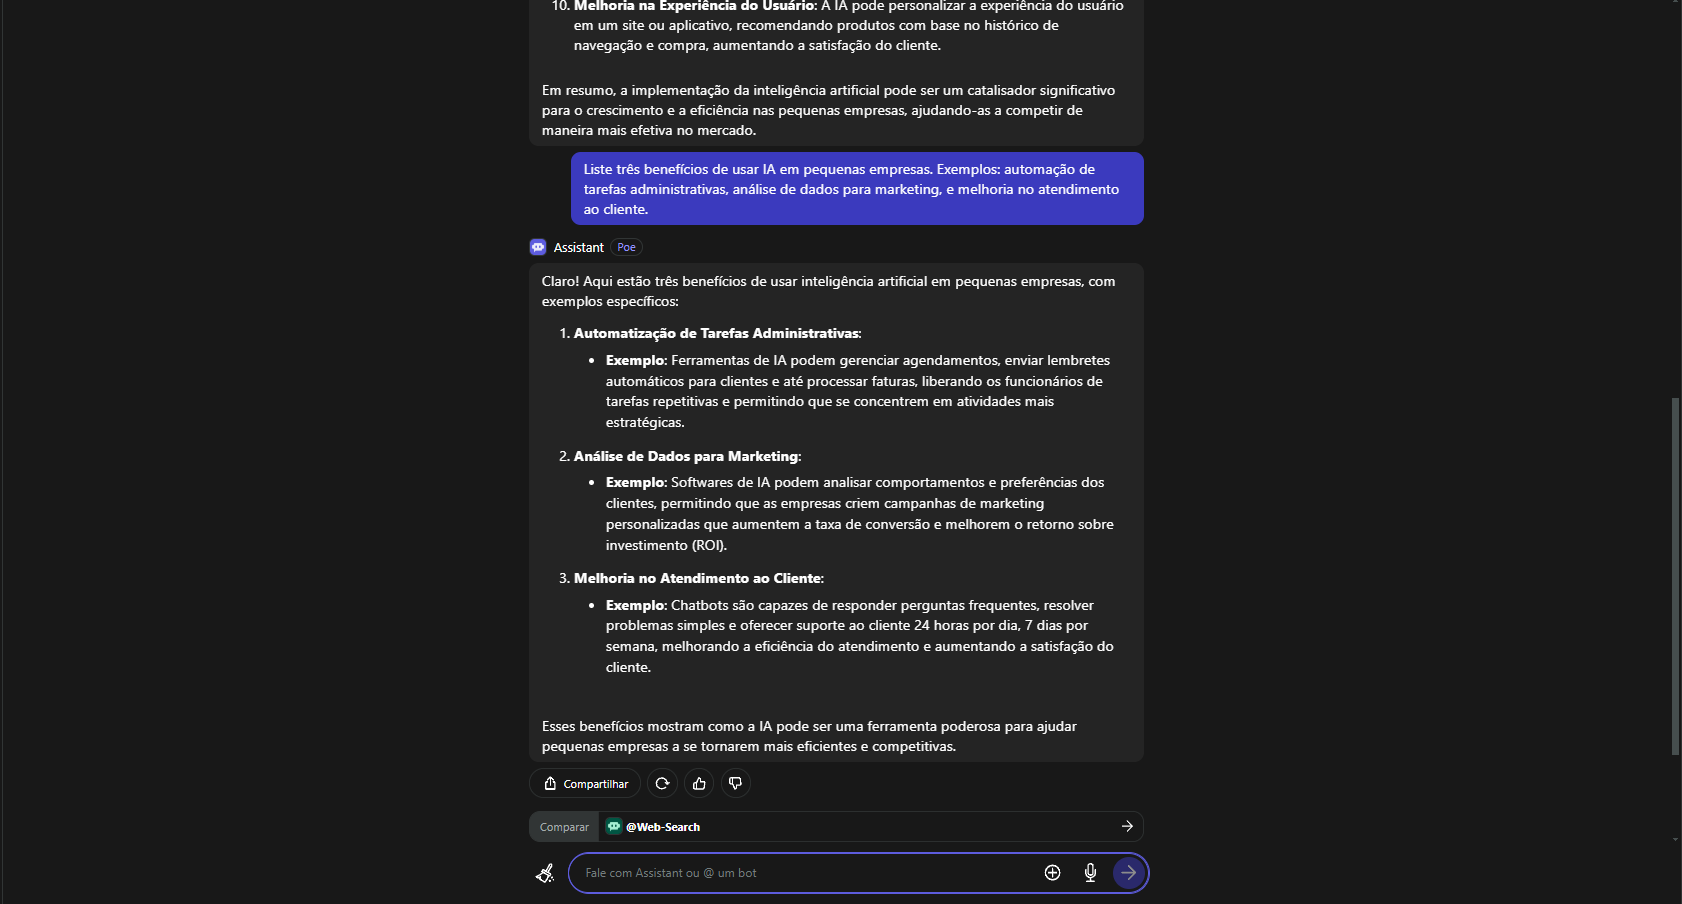 10. Melhoria na Experiência do Usuário: A IA pode personalizar a experiência do usuário
em um site ou aplicativo, recomendando produtos com base no histórico de
navegação e compra, aumentando a satisfação do cliente.
Em resumo, a implementação da inteligência artificial pode ser um catalisador significativo
para o crescimento e a eficiência nas pequenas empresas, ajudando-as a competir de
maneira mais efetiva no mercado.
Liste três benefícios de usar IA em pequenas empresas. Exemplos: automação de
tarefas administrativas, análise de dados para marketing, e melhoria no atendimento
ao cliente.
Assistant Poe
Claro! Aqui estão três benefícios de usar inteligência artificial em pequenas empresas, com
exemplos específicos:
1. Automatização de Tarefas Administrativas:
• Exemplo: Ferramentas de IA podem gerenciar agendamentos, enviar lembretes
automáticos para clientes e até processar faturas, liberando os funcionários de
tarefas repetitivas e permitindo que se concentrem em atividades mais
estratégicas.
2. Análise de Dados para Marketing:
• Exemplo: Softwares de IA podem analisar comportamentos e preferências dos
clientes, permitindo que as empresas criem campanhas de marketing
personalizadas que aumentem a taxa de conversão e melhorem o retorno sobre
investimento (ROI).
3. Melhoria no Atendimento ao Cliente:
• Exemplo: Chatbots são capazes de responder perguntas frequentes, resolver
problemas simples e oferecer suporte ao cliente 24 horas por dia, 7 dias por
semana, melhorando a eficiência do atendimento e aumentando a satisfação do
cliente.
Esses benefícios mostram como a IA pode ser uma ferramenta poderosa para ajudar
pequenas empresas a se tornarem mais eficientes e competitivas.
Compartilhar
Comparar @Web-Search
Fale com Assistant ou @ um bot